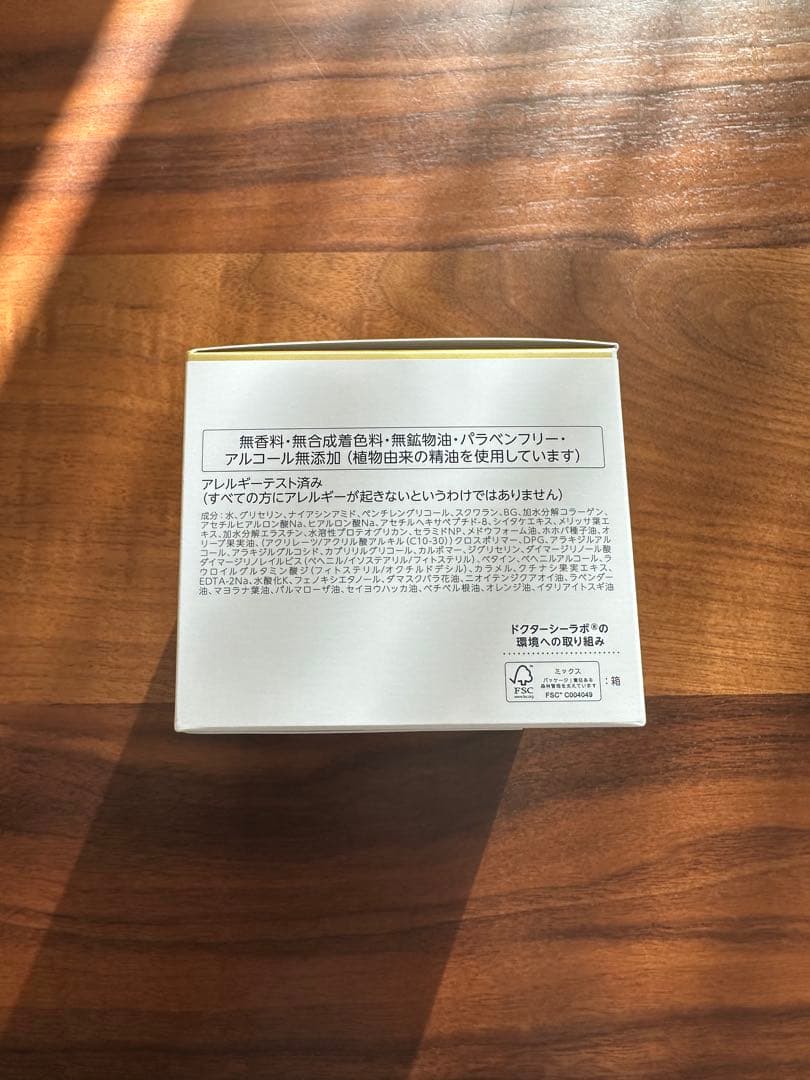 無香料・無合成着色料・無鉱物油・パラベンフリー・
アルコール無添加(植物由来の精油を使用しています)
アレルギーテスト済み
(すべての方にアレルギーが起きないというわけではありません)
成分:水、グリセリン、ナイアシンアミド、ペンチレングリコール、スクワラン、BG、加水分解コラーゲン、
アセチルヒアルロン酸Na、ヒアルロン酸Na、アセチルヘキサペプチド-8、シイタケエキス、メリッサ葉エ
キス、加水分解エラスチン、水溶性プロテオグリカン、セラミドNP、メドウフォーム油、ホホバ種子油、オ
リーブ果実油、(アクリレーツ/アクリル酸アルキル(C10-30))クロスポリマー、DPG、アラキジルアル
コール、アラキジルグルコシド、カプリリルグリコール、カルボマー、ジグリセリン、ダイマージリノール酸
ダイマージリノレイルビス(ベヘニル/イソステアリル/フィトステリル)、ベタイン、ベヘニルアルコール、ラ
ウロイルグルタミン酸ジ(フィトステリル/オクチルドデシル)、カラメル、クチナシ果実エキス、
EDTA-2Na、水酸化K、フェノキシエタノール、ダマスクバラ花油、ニオイテンジクアオイ油、ラベンダー
油、マヨラナ葉油、パルマローザ油、セイヨウハッカ油、ベチベル根油、オレンジ油、イタリアイトスギ油
ドクターシーラボ®の
環境への取り組み
FSC
www.fsc.org
ミックス
パッケージ|責任ある
森林管理を支えています
FSC™ C004049
:箱